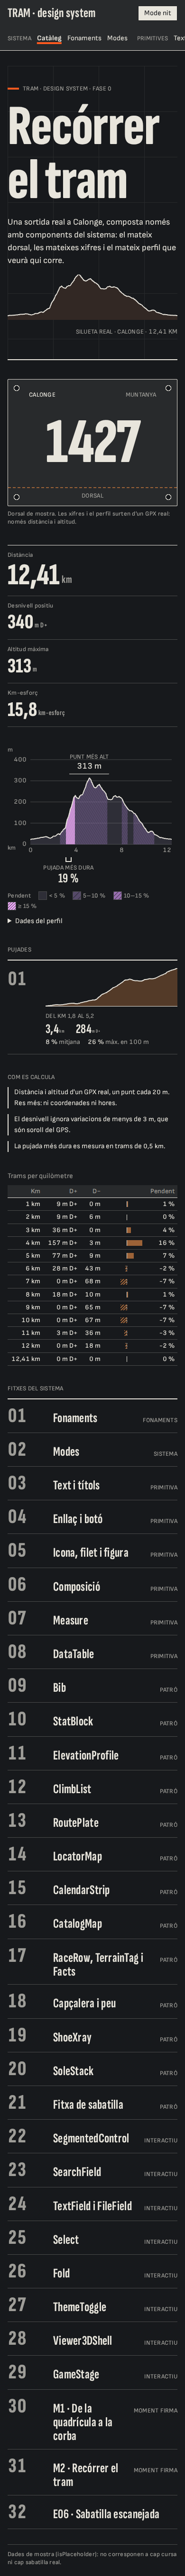 TRAM · design system
Mode nit
SISTEMA Catàleg Fonaments Modes PRIMITIVES Tex
TRAM · DESIGN SYSTEM · FASE 0
Recórrer
el tram
Una sortida real a Calonge, composta només
amb components del sistema: el mateix
dorsal, les mateixes xifres i el mateix perfil que
veurà qui corre.
SILUETA REAL · CALONGE · 12,41 KM
CALONGE
MUNTANYA
1427
DORSAL
Dorsal de mostra. Les xifres i el perfil surten d'un GPX real:
només distància i altimetria.
Distància
12,41 km
Desnivell positiu
340 m D+
Altitud màxima
313 m
Km-esforç
15,8 km-esforç
m
PUNT MÉS ALT
313 m
400
300
200
100
0
km
0 4 8 12
PUJADA MÉS DURA
19 %
Pendent < 5 % 5–10 % 10–15 %
≥ 15 %
Dades del perfil
PUJADES
01
DEL KM 1,8 AL 5,2
3,4 km 284 m D+
8 % mitjana 26 % màx. en 100 m
COM ES CALCULA
Distància i altitud d'un GPX real, un punt cada 20 m.
Res més: ni coordenades ni hores.
El desnivell ignora variacions de menys de 3 m, que
són soroll del GPS.
La pujada més dura es mesura en trams de 0,5 km.
Trams per quilòmetre
Km D+ D− Pendent
1 km 9 m D+ 0 m 1 %
2 km 9 m D+ 6 m 0 %
3 km 36 m D+ 0 m 4 %
4 km 157 m D+ 3 m 16 %
5 km 77 m D+ 9 m 7 %
6 km 28 m D+ 43 m −2 %
7 km 0 m D+ 68 m −7 %
8 km 18 m D+ 10 m 1 %
9 km 0 m D+ 65 m −7 %
10 km 0 m D+ 67 m −7 %
11 km 3 m D+ 36 m −3 %
12 km 0 m D+ 18 m −2 %
12,41 km 0 m D+ 0 m 0 %
FITXES DEL SISTEMA
01 Fonaments FONAMENTS
02 Modes SISTEMA
03 Text i títols PRIMITIVA
04 Enllaç i botó PRIMITIVA
05 Icona, filet i figura PRIMITIVA
06 Composició PRIMITIVA
07 Measure PRIMITIVA
08 DataTable PRIMITIVA
09 Bib PATRÓ
10 StatBlock PATRÓ
11 ElevationProfile PATRÓ
12 ClimbList PATRÓ
13 RoutePlate PATRÓ
14 LocatorMap PATRÓ
15 CalendarStrip PATRÓ
16 CatalogMap PATRÓ
17 RaceRow, TerrainTag i
Facts PATRÓ
18 Capçalera i peu PATRÓ
19 ShoeXray PATRÓ
20 SoleStack PATRÓ
21 Fitxa de sabatilla PATRÓ
22 SegmentedControl INTERACTIU
23 SearchField INTERACTIU
24 TextField i FileField INTERACTIU
25 Select INTERACTIU
26 Fold INTERACTIU
27 ThemeToggle INTERACTIU
28 Viewer3DShell INTERACTIU
29 GameStage INTERACTIU
30 M1 · De la MOMENT FIRMA
quadrícula a la
corba
31 M2 · Recórrer el MOMENT FIRMA
tram
32 E06 · Sabatilla escanejada
Dades de mostra (isPlaceholder): no corresponen a cap cursa
ni cap sabatilla real.